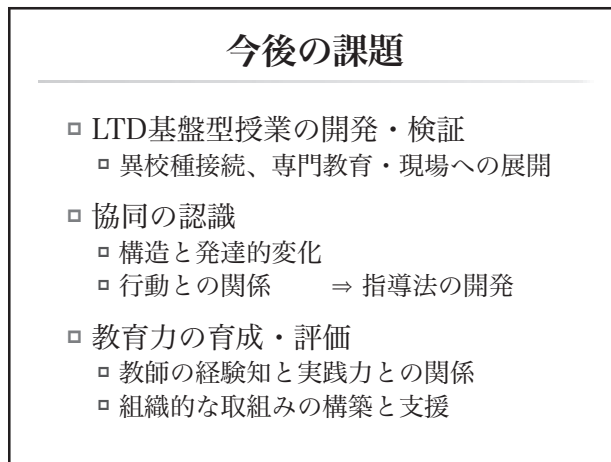 今後の課題
LTD基盤型授業の開発・検証
異校種接続、専門教育・現場への展開
協同の認識
構造と発達的変化
行動との関係　　⇒ 指導法の開発
教育力の育成・評価
教師の経験知と実践力との関係
組織的な取組みの構築と支援